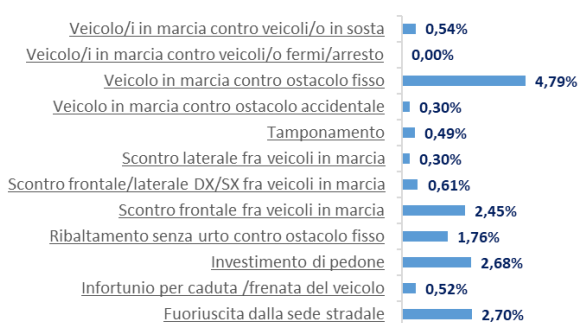 Veicolo/i in marcia contro veicoli/o in sosta 0,54%
Veicolo/i in marcia contro veicoli/o fermi/arresto 0,00%
Veicolo in marcia contro ostacolo fisso 4,79%
Veicolo in marcia contro ostacolo accidentale 0,30%
Tamponamento 0,49%
Scontro laterale fra veicoli in marcia 0,30%
Scontro frontale/laterale DX/SX fra veicoli in marcia 0,61%
Scontro frontale fra veicoli in marcia 2,45%
Ribaltamento senza urto contro ostacolo fisso 1,76%
Investimento di pedone 2,68%
Infortunio per caduta /frenata del veicolo 0,52%
Fuoriuscita dalla sede stradale 2,70%